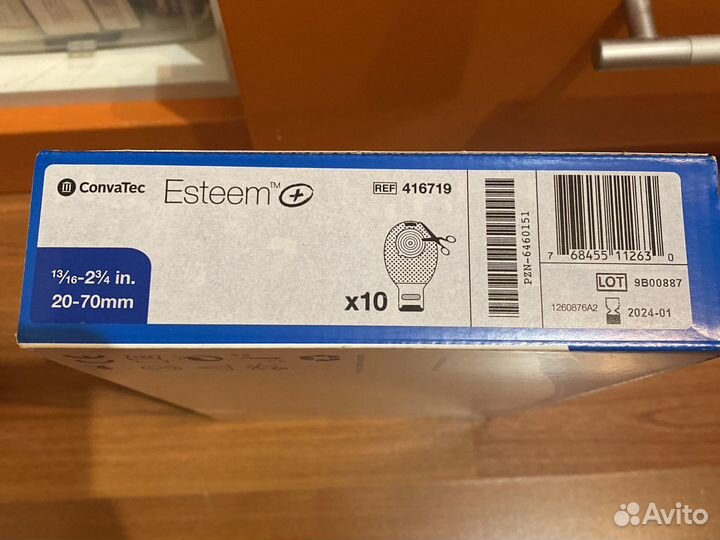 ConvaTec
Esteem™+
REF 416719
13/16-2 3/4 in.
20-70mm
x10
PZN-6460151
7 68455 11263 0
LOT 9B00887
1260876A2
2024-01
Avito